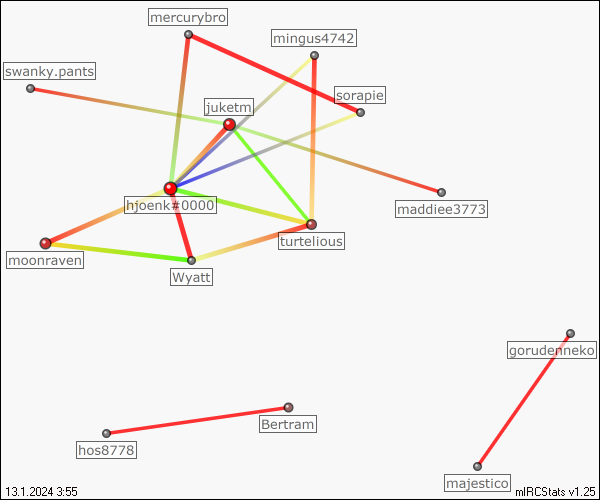 mercurybro
mingus4742
swanky.pants
sorapie
juketm
hjoenk#0000
maddiee3773
turtelious
moonraven
Wyatt
gorudenneko
Bertram
hos8778
majestico
13.1.2024 3:55
mIRCStats v1.25